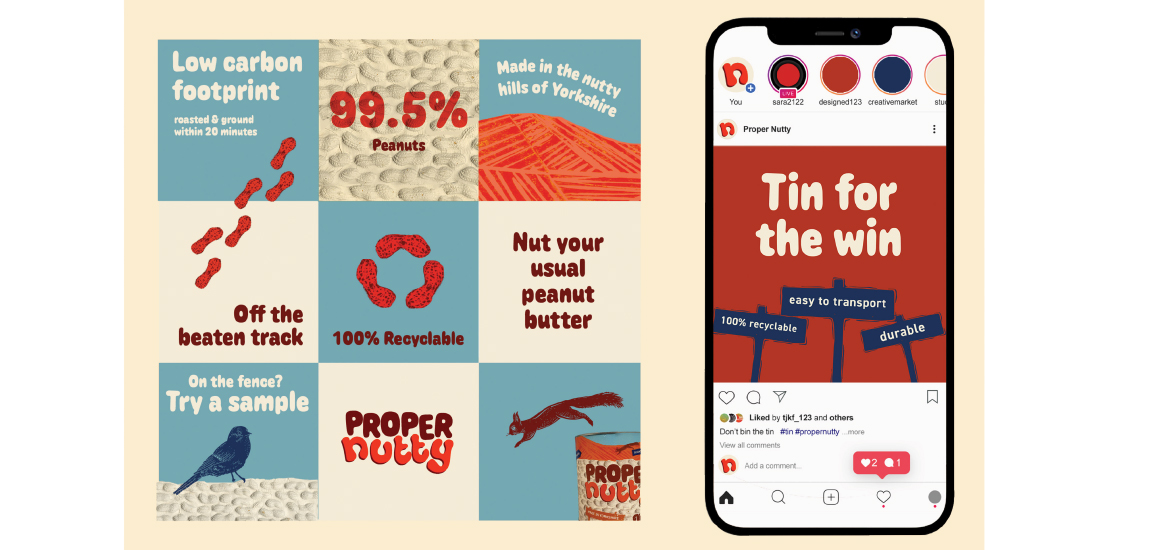 Low carbon
footprint
roasted & ground
within 20 minutes
99.5%
Peanuts
Made in the nutty
hills of Yorkshire
Off the
beaten track
100% Recyclable
Nut your
usual
peanut
butter
On the fence?
Try a sample
PROPER
nutty
PROPE
nutt
n
You
LIVE
sara2122
designed123
creativemarket
stu
n
Proper Nutty
Tin for
the win
easy to transport
100% recyclable
durable
Liked by tjkf_123 and others
Don't bin the tin #tin #propernutty ...more
View all comments
n
Add a comment...
2 1